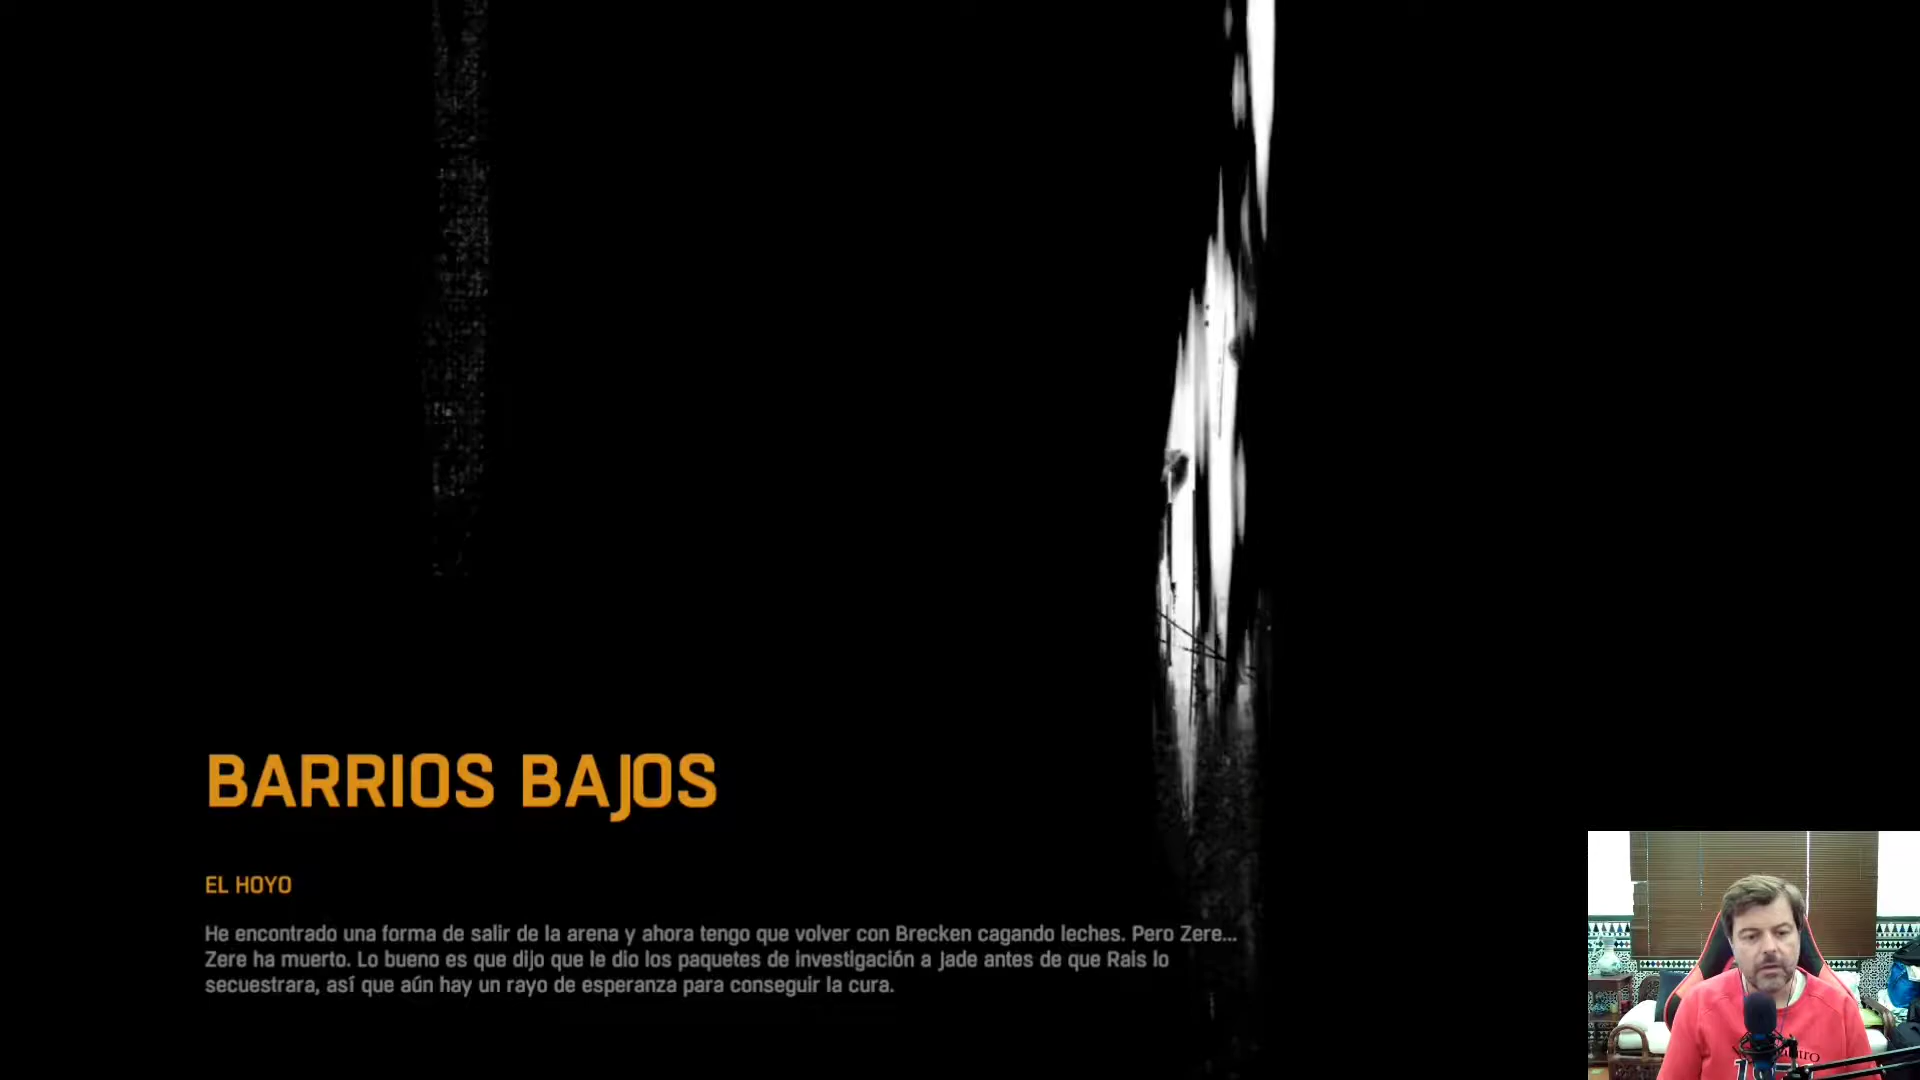 BARRIOS BAJOS
EL HOYO
He encontrado una forma de salir de la arena y ahora tengo que volver con Brecken cagando leches. Pero Zere...
Zere ha muerto. Lo bueno es que dijo que le dio los paquetes de investigación a Jade antes de que Rais lo
secuestrara, así que aún hay un rayo de esperanza para conseguir la cura.